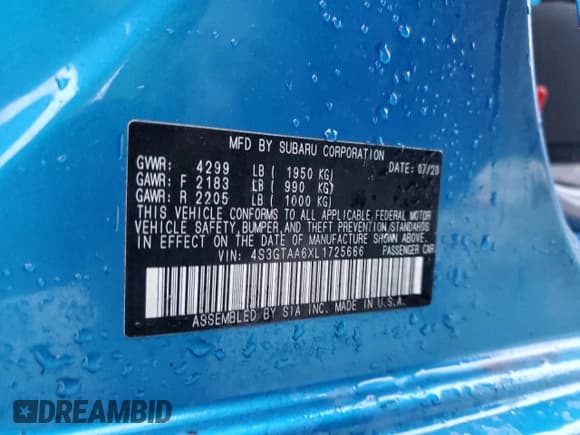 MFD BY SUBARU CORPORATION
GVWR: 4299 LB ( 1950 KG) DATE: 07/20
GAWR: F 2183 LB ( 990 KG)
GAWR: R 2205 LB ( 1000 KG)
THIS VEHICLE CONFORMS TO ALL APPLICABLE FEDERAL MOTOR
VEHICLE SAFETY, BUMPER, AND THEFT PREVENTION STANDARDS
IN EFFECT ON THE DATE OF MANUFACTURE SHOWN ABOVE.
VIN: 4S3GTAA6XL1725666 PASSENGER CAR
ASSEMBLED BY SIA INC. MADE IN U.S.A.
DREAMBID